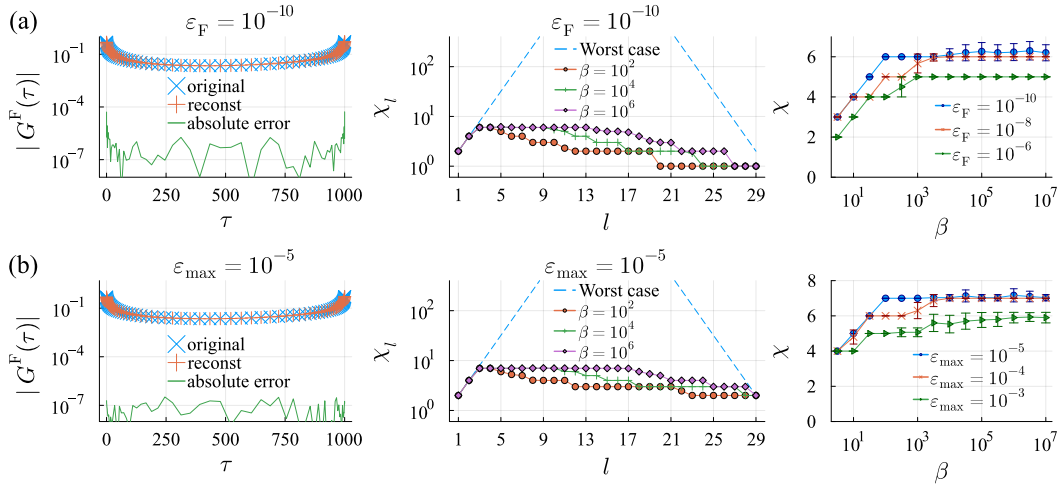 (a)
ε_F = 10^−10
|G^F(τ)|
10^−1
10^−4
10^−7
original
reconst
absolute error
0 250 500 750 1000
τ
ε_F = 10^−10
χ_l
10^2
10^1
10^0
Worst case
β = 10^2
β = 10^4
β = 10^6
1 5 9 13 17 21 25 29
l
χ
6
4
2
0
ε_F = 10^−10
ε_F = 10^−8
ε_F = 10^−6
10^1 10^3 10^5 10^7
β
(b)
ε_max = 10^−5
|G^F(τ)|
10^−1
10^−4
10^−7
original
reconst
absolute error
0 250 500 750 1000
τ
ε_max = 10^−5
χ_l
10^2
10^1
10^0
Worst case
β = 10^2
β = 10^4
β = 10^6
1 5 9 13 17 21 25 29
l
χ
8
6
4
2
0
ε_max = 10^−5
ε_max = 10^−4
ε_max = 10^−3
10^1 10^3 10^5 10^7
β